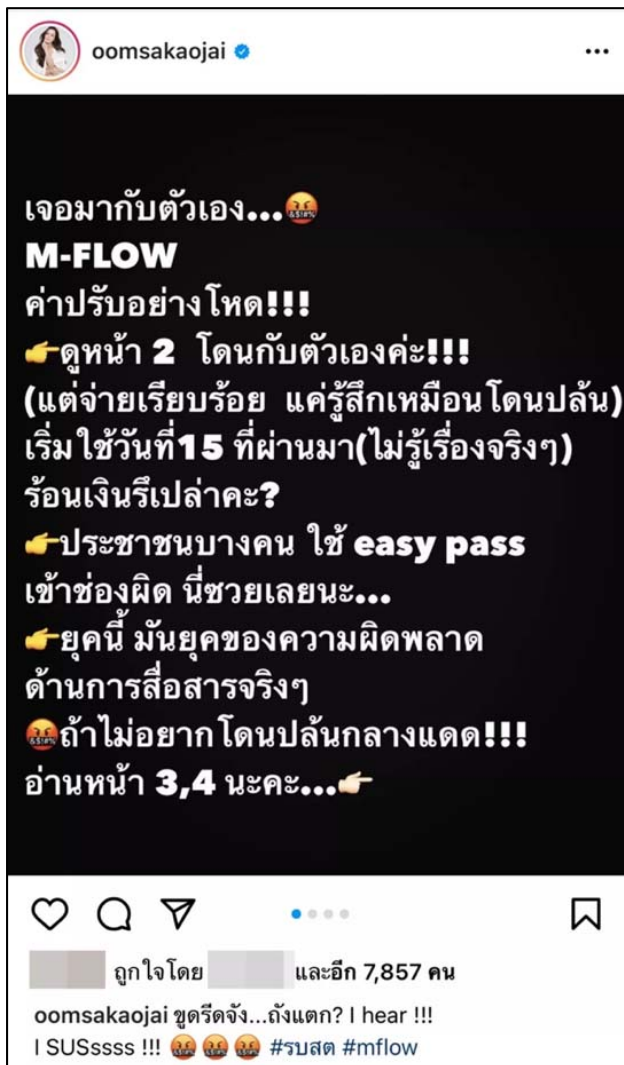 oomsakaojai
เจอมากับตัวเอง...🤬
M-FLOW
ค่าปรับอย่างโหด!!!
👉ดูหน้า 2 โดนกับตัวเองค่ะ!!!
(แต่จ่ายเรียบร้อย แค่รู้สึกเหมือนโดนปล้น)
เริ่มใช้วันที่15 ที่ผ่านมา(ไม่รู้เรื่องจริงๆ)
ร้อนเงินรึเปล่าคะ?
👉ประชาชนบางคน ใช้ easy pass
เข้าช่องผิด นี่ซวยเลยนะ...
👉ยุคนี้ มันยุคของความผิดพลาด
ด้านการสื่อสารจริงๆ
🤬ถ้าไม่อยากโดนปล้นกลางแดด!!!
อ่านหน้า 3,4 นะคะ...👉🏻
ถูกใจโดย และอีก 7,857 คน
oomsakaojai ขูดรีดจัง...ถังแตก? I hear !!!
I SUSssss !!! 🤬 🤬 🤬 #รบสต #mflow